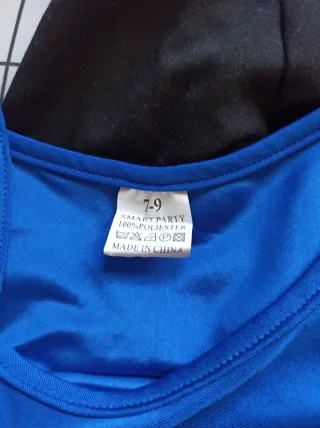 7-9
SMART PARTY
100%POLIESTER
MADE IN CHINA